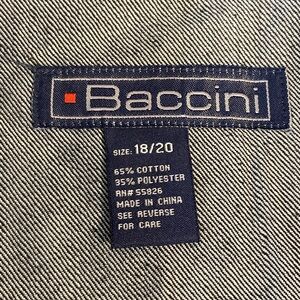 Baccini
SIZE: 18/20
65% COTTON
35% POLYESTER
RN# 55826
MADE IN CHINA
SEE REVERSE
FOR CARE